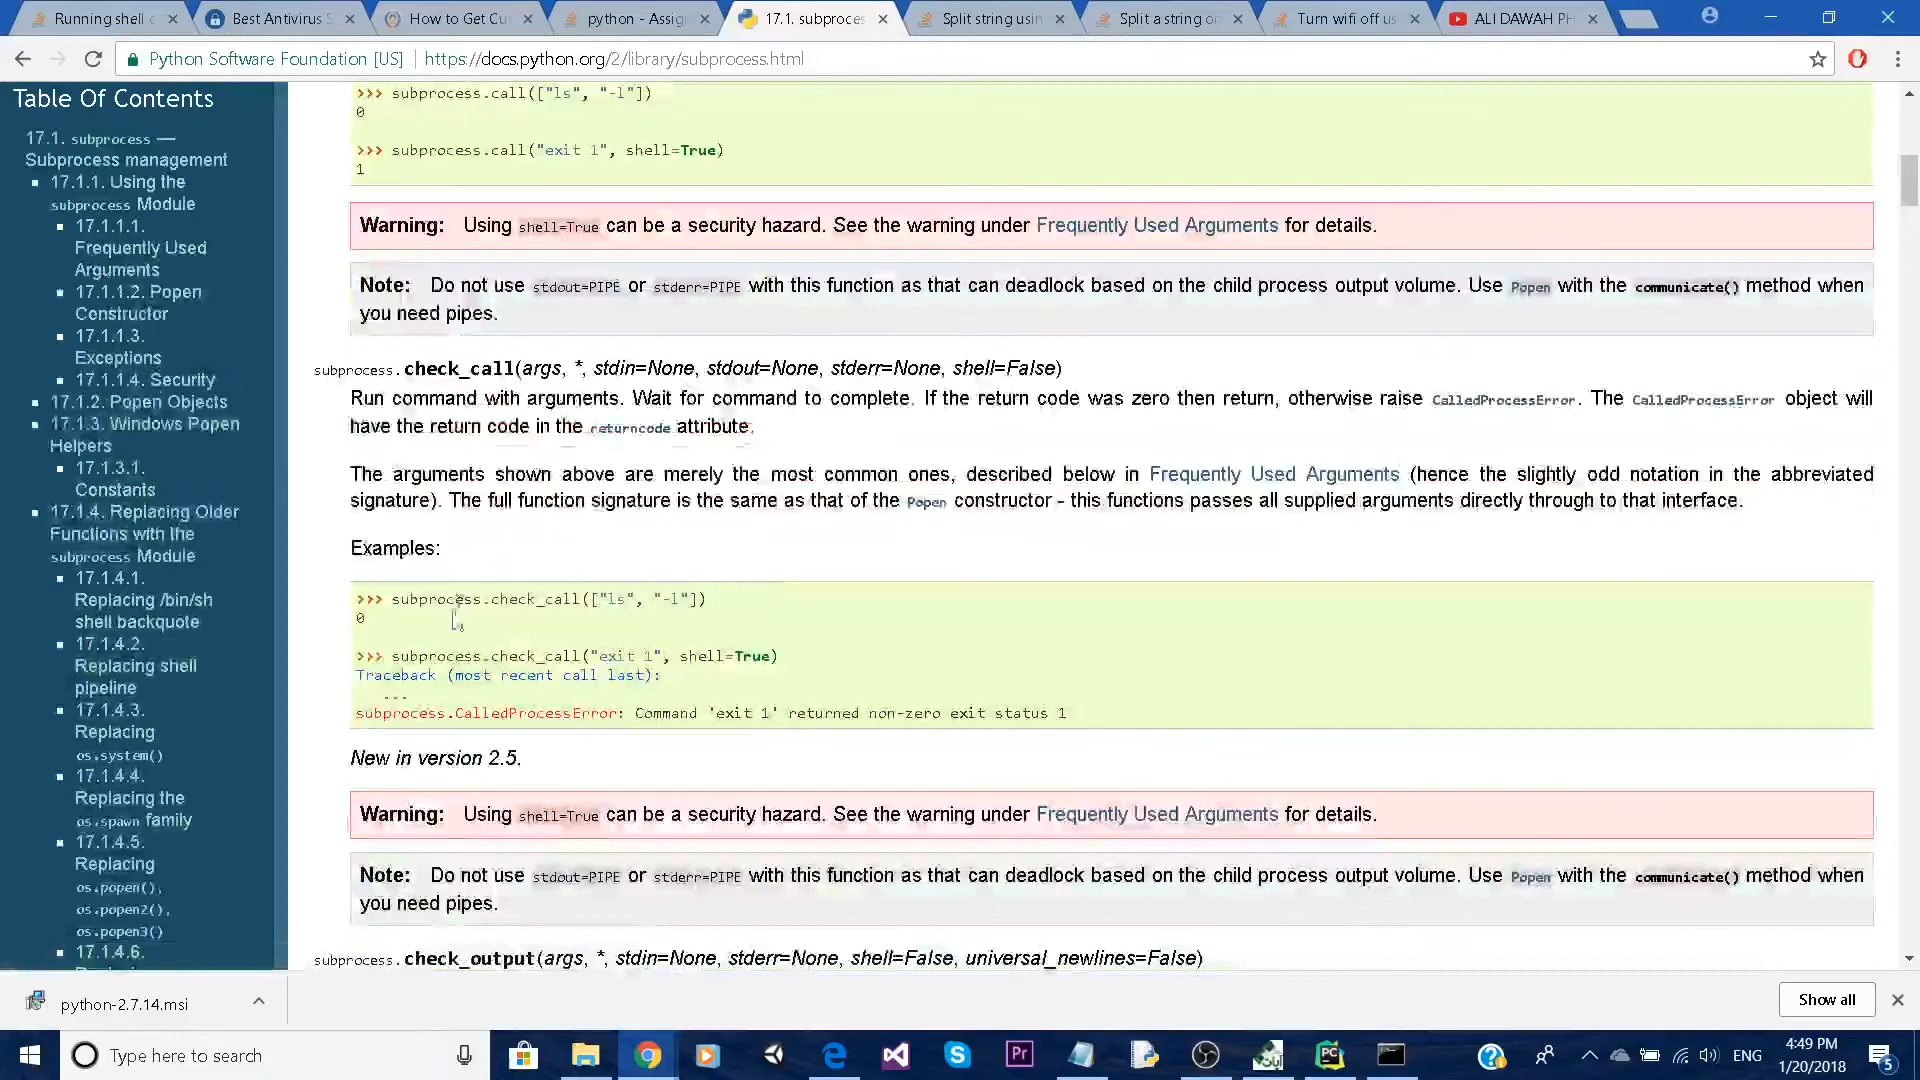 Running shell c
Best Antivirus S
How to Get Cu
python - Assig
17.1. subproces
Split string usin
Split a string o
Turn wifi off us
ALI DAWAH PH
Python Software Foundation [US]
https://docs.python.org/2/library/subprocess.html
Table Of Contents
17.1. subprocess —
Subprocess management
17.1.1. Using the
subprocess Module
17.1.1.1.
Frequently Used
Arguments
17.1.1.2. Popen
Constructor
17.1.1.3.
Exceptions
17.1.1.4. Security
17.1.2. Popen Objects
17.1.3. Windows Popen
Helpers
17.1.3.1.
Constants
17.1.4. Replacing Older
Functions with the
subprocess Module
17.1.4.1.
Replacing /bin/sh
shell backquote
17.1.4.2.
Replacing shell
pipeline
17.1.4.3.
Replacing
os.system()
17.1.4.4.
Replacing the
os.spawn family
17.1.4.5.
Replacing
os.popen(),
os.popen2(),
os.popen3()
17.1.4.6.
>>> subprocess.call(["ls", "-l"])
0
>>> subprocess.call("exit 1", shell=True)
1
Warning: Using shell=True can be a security hazard. See the warning under Frequently Used Arguments for details.
Note: Do not use stdout=PIPE or stderr=PIPE with this function as that can deadlock based on the child process output volume. Use Popen with the communicate() method when
you need pipes.
subprocess.check_call(args, *, stdin=None, stdout=None, stderr=None, shell=False)
Run command with arguments. Wait for command to complete. If the return code was zero then return, otherwise raise CalledProcessError. The CalledProcessError object will
have the return code in the returncode attribute.
The arguments shown above are merely the most common ones, described below in Frequently Used Arguments (hence the slightly odd notation in the abbreviated
signature). The full function signature is the same as that of the Popen constructor - this functions passes all supplied arguments directly through to that interface.
Examples:
>>> subprocess.check_call(["ls", "-l"])
0
>>> subprocess.check_call("exit 1", shell=True)
Traceback (most recent call last):
...
subprocess.CalledProcessError: Command 'exit 1' returned non-zero exit status 1
New in version 2.5.
Warning: Using shell=True can be a security hazard. See the warning under Frequently Used Arguments for details.
Note: Do not use stdout=PIPE or stderr=PIPE with this function as that can deadlock based on the child process output volume. Use Popen with the communicate() method when
you need pipes.
subprocess.check_output(args, *, stdin=None, stderr=None, shell=False, universal_newlines=False)
python-2.7.14.msi
Show all
Type here to search
Pr
PC
ENG
4:49 PM
1/20/2018
5